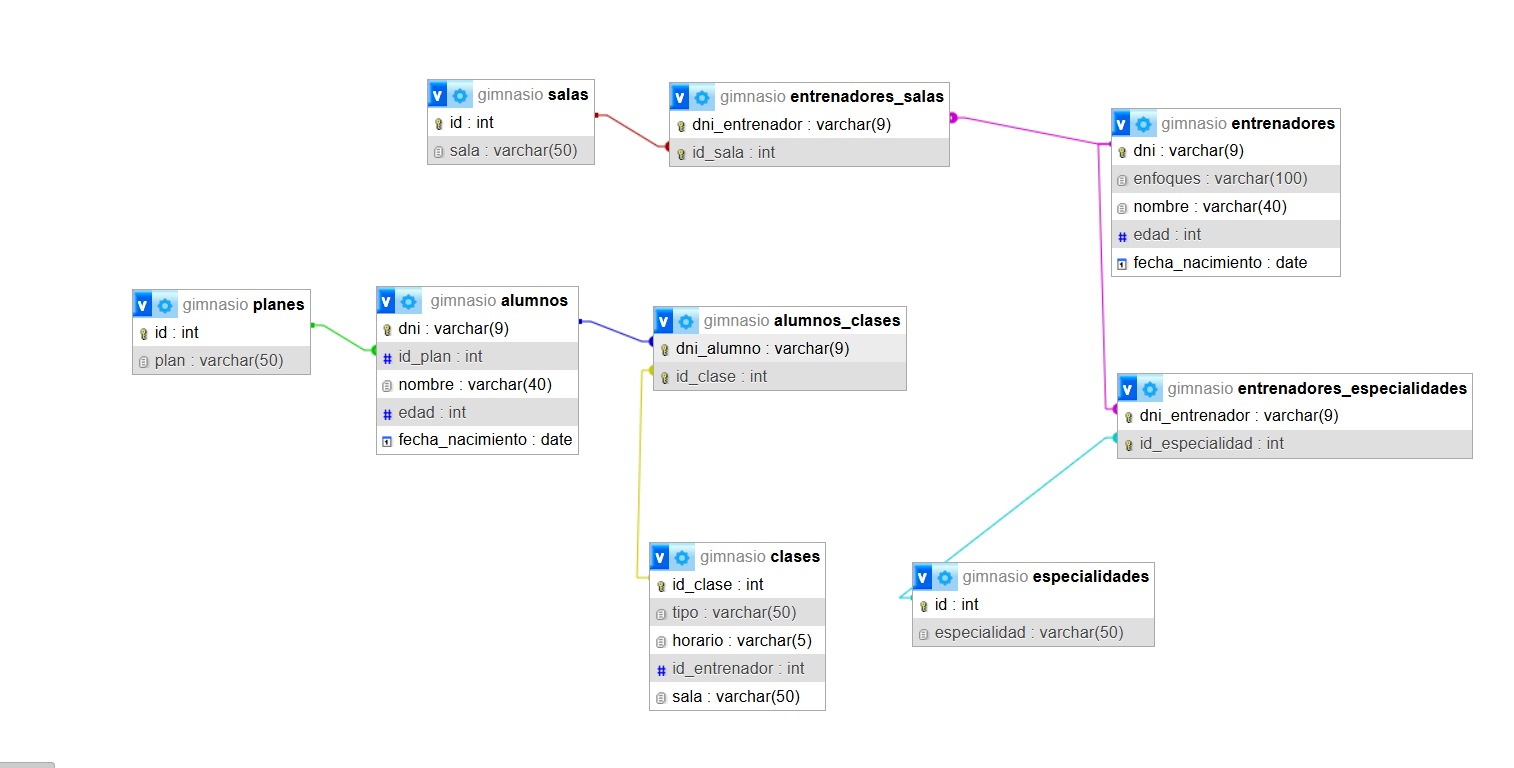 v gimnasio salas
id : int
sala : varchar(50)
v gimnasio entrenadores_salas
dni_entrenador : varchar(9)
id_sala : int
v gimnasio entrenadores
dni : varchar(9)
enfoques : varchar(100)
nombre : varchar(40)
# edad : int
fecha_nacimiento : date
v gimnasio planes
id : int
plan : varchar(50)
v gimnasio alumnos
dni : varchar(9)
# id_plan : int
nombre : varchar(40)
# edad : int
fecha_nacimiento : date
v gimnasio alumnos_clases
dni_alumno : varchar(9)
id_clase : int
v gimnasio entrenadores_especialidades
dni_entrenador : varchar(9)
id_especialidad : int
v gimnasio clases
id_clase : int
tipo : varchar(50)
horario : varchar(5)
# id_entrenador : int
sala : varchar(50)
v gimnasio especialidades
id : int
especialidad : varchar(50)